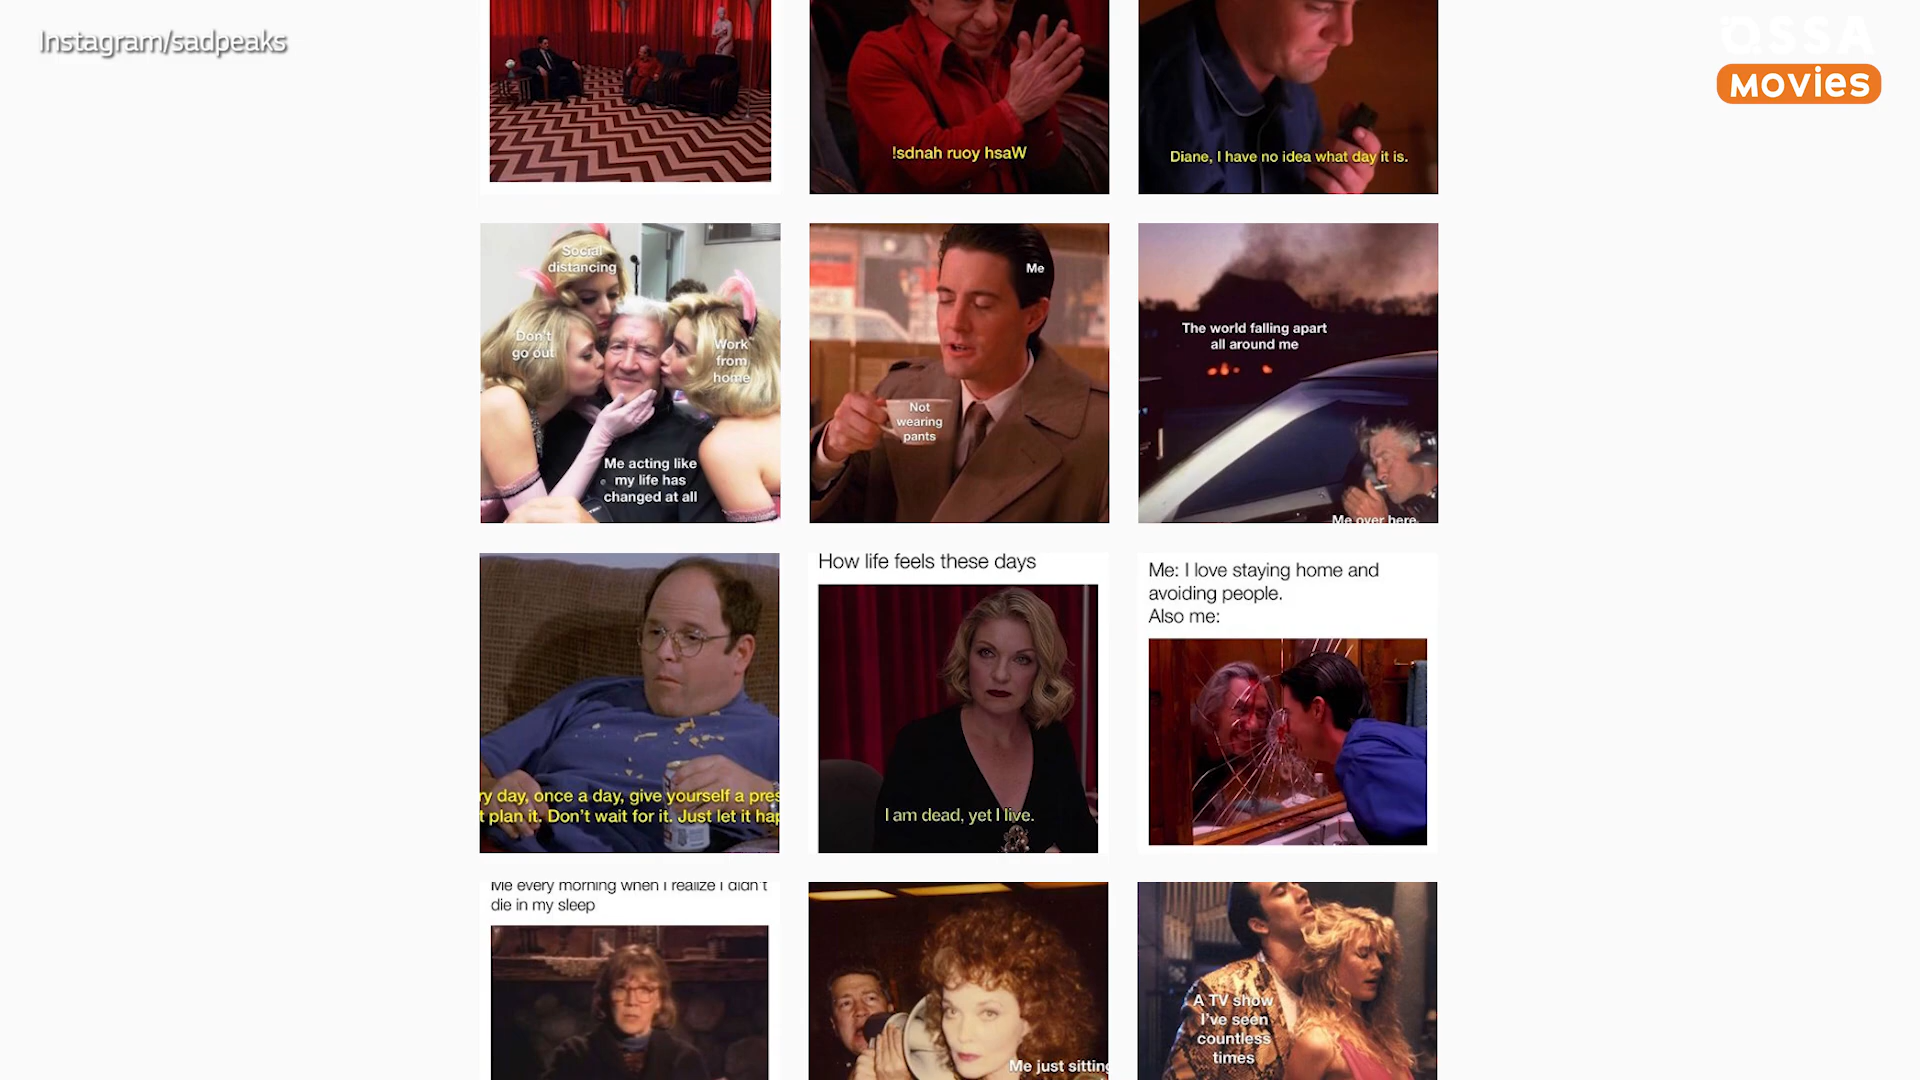 Instagram/sadpeaks
OSSA
MOVIES
!sbnah ruoy hsaW
Diane, I have no idea what day it is.
Social
distancing
Don't
go out
Work
from
home
Me acting like
my life has
changed at all
Me
Not
wearing
pants
The world falling apart
all around me
Me over here
ry day, once a day, give yourself a pres
t plan it. Don't wait for it. Just let it hap
How life feels these days
I am dead, yet I live.
Me: I love staying home and
avoiding people.
Also me:
Me every morning when I realize I didn't
die in my sleep
Me just sitting
A TV show
I've seen
countless
times